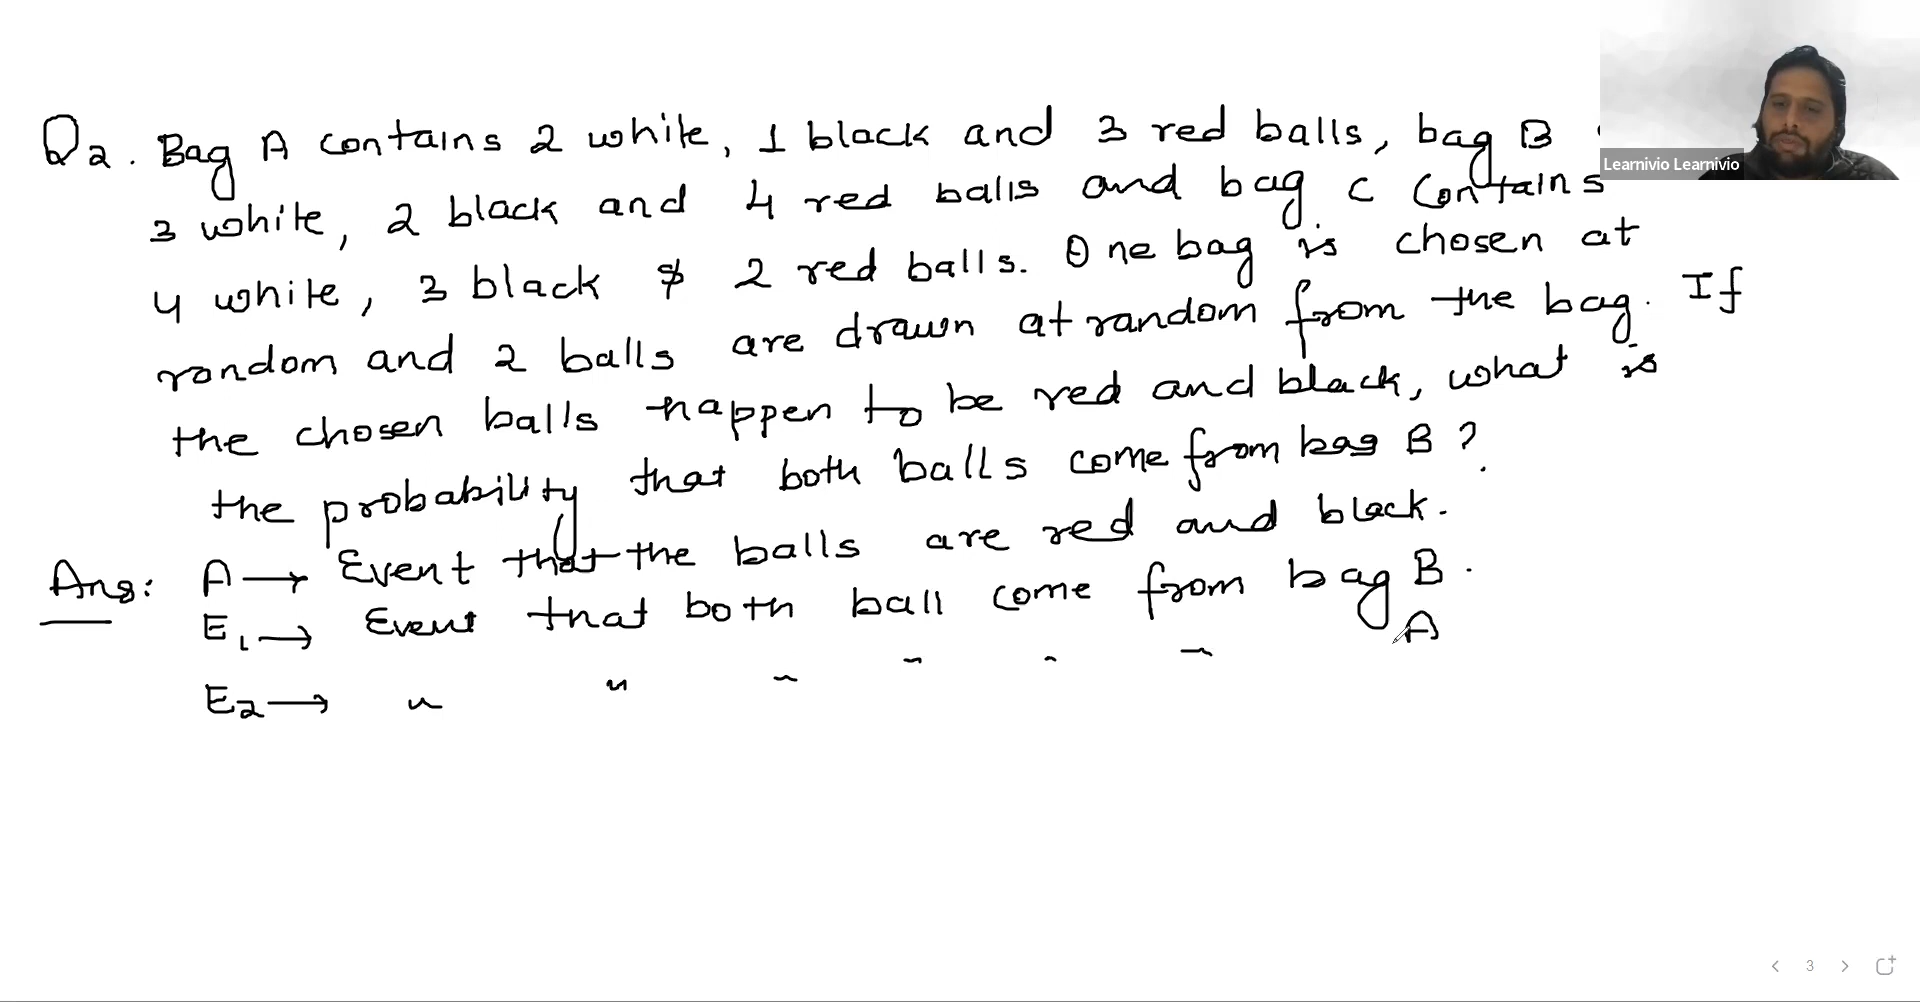 Q2. Bag A contains 2 white, 1 black and 3 red balls, bag B
3 white, 2 black and 4 red balls and bag C contains
4 white, 3 black & 2 red balls. One bag is chosen at
random and 2 balls are drawn at random from the bag. If
the chosen balls happen to be red and black, what is
the probability that both balls come from bag B?
Ans: A → Event that the balls are red and black.
E1 → Event that both ball come from bag B.
E2 → " " " " " " A
Learnivio Learnivio
3